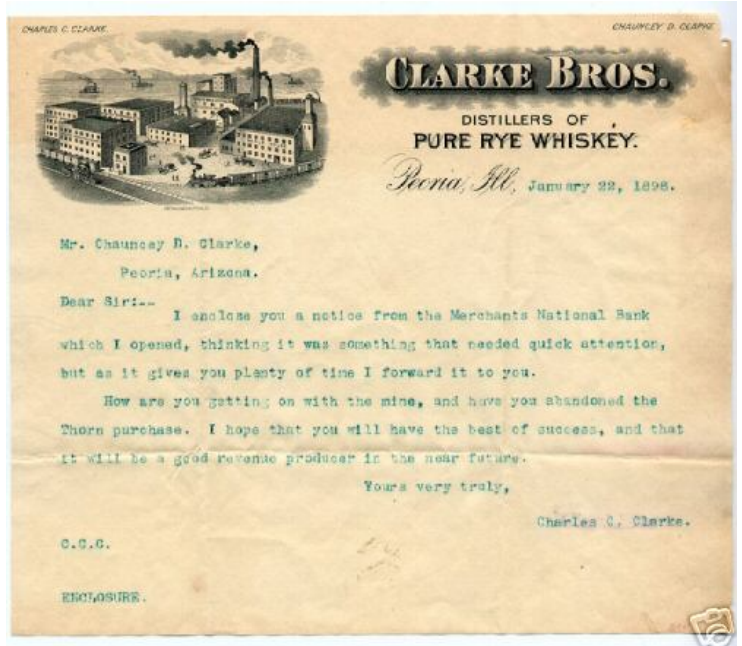 CHARLES C. CLARKE.
CHAUNCEY D. CLARKE
CLARKE BROS.
DISTILLERS OF
PURE RYE WHISKEY.
Peoria, Ill, January 22, 1898.
Mr. Chauncey D. Clarke,
Peoria, Arizona.
Dear Sir:--
I enclose you a notice from the Merchants National Bank
which I opened, thinking it was something that needed quick attention,
but as it gives you plenty of time I forward it to you.
How are you getting on with the mine, and have you abandoned the
Thorn purchase. I hope that you will have the best of success, and that
it will be a good revenue producer in the near future.
Yours very truly,
Charles C. Clarke.
C.C.C.
ENCLOSURE.